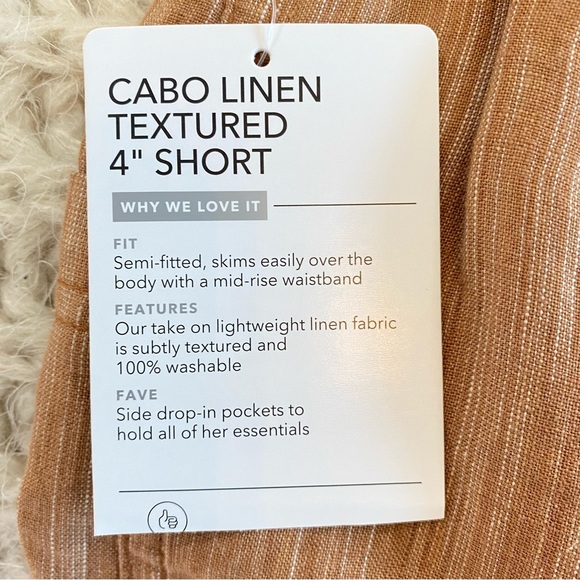 CABO LINEN
TEXTURED
4" SHORT
WHY WE LOVE IT
FIT
Semi-fitted, skims easily over the
body with a mid-rise waistband
FEATURES
Our take on lightweight linen fabric
is subtly textured and
100% washable
FAVE
Side drop-in pockets to
hold all of her essentials